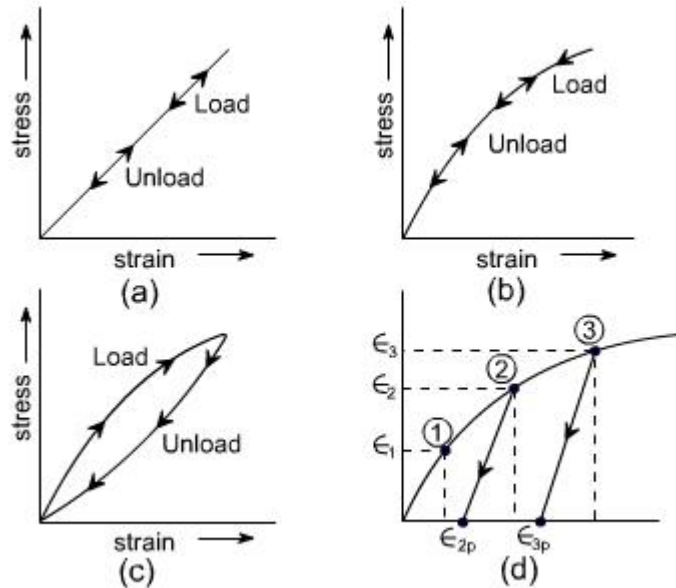 stress
Load
Unload
strain
(a)
stress
Load
Unload
strain
(b)
stress
Load
Unload
strain
(c)
∈3
∈2
∈1
1
2
3
∈2p
∈3p
(d)